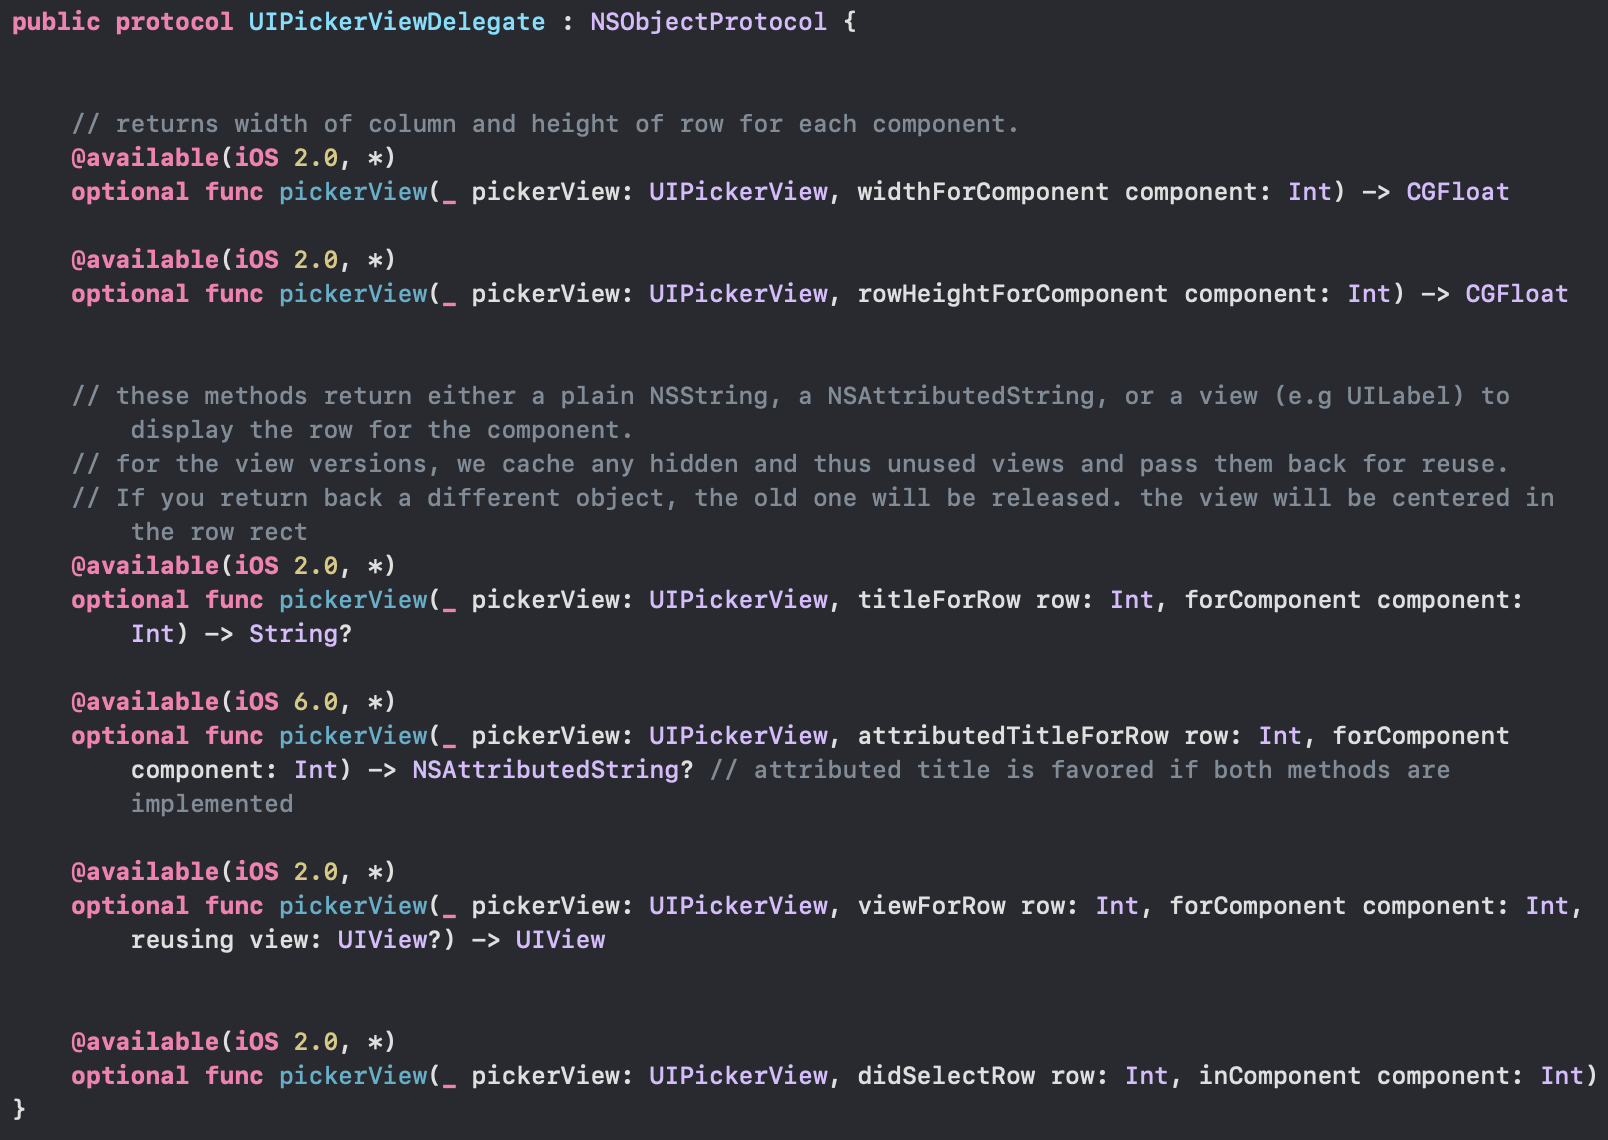 public protocol UIPickerViewDelegate : NSObjectProtocol {
// returns width of column and height of row for each component.
@available(iOS 2.0, *)
optional func pickerView(_ pickerView: UIPickerView, widthForComponent component: Int) -> CGFloat
@available(iOS 2.0, *)
optional func pickerView(_ pickerView: UIPickerView, rowHeightForComponent component: Int) -> CGFloat
// these methods return either a plain NSString, a NSAttributedString, or a view (e.g UILabel) to
display the row for the component.
// for the view versions, we cache any hidden and thus unused views and pass them back for reuse.
// If you return back a different object, the old one will be released. the view will be centered in
the row rect
@available(iOS 2.0, *)
optional func pickerView(_ pickerView: UIPickerView, titleForRow row: Int, forComponent component:
Int) -> String?
@available(iOS 6.0, *)
optional func pickerView(_ pickerView: UIPickerView, attributedTitleForRow row: Int, forComponent
component: Int) -> NSAttributedString? // attributed title is favored if both methods are
implemented
@available(iOS 2.0, *)
optional func pickerView(_ pickerView: UIPickerView, viewForRow row: Int, forComponent component: Int,
reusing view: UIView?) -> UIView
@available(iOS 2.0, *)
optional func pickerView(_ pickerView: UIPickerView, didSelectRow row: Int, inComponent component: Int)
}